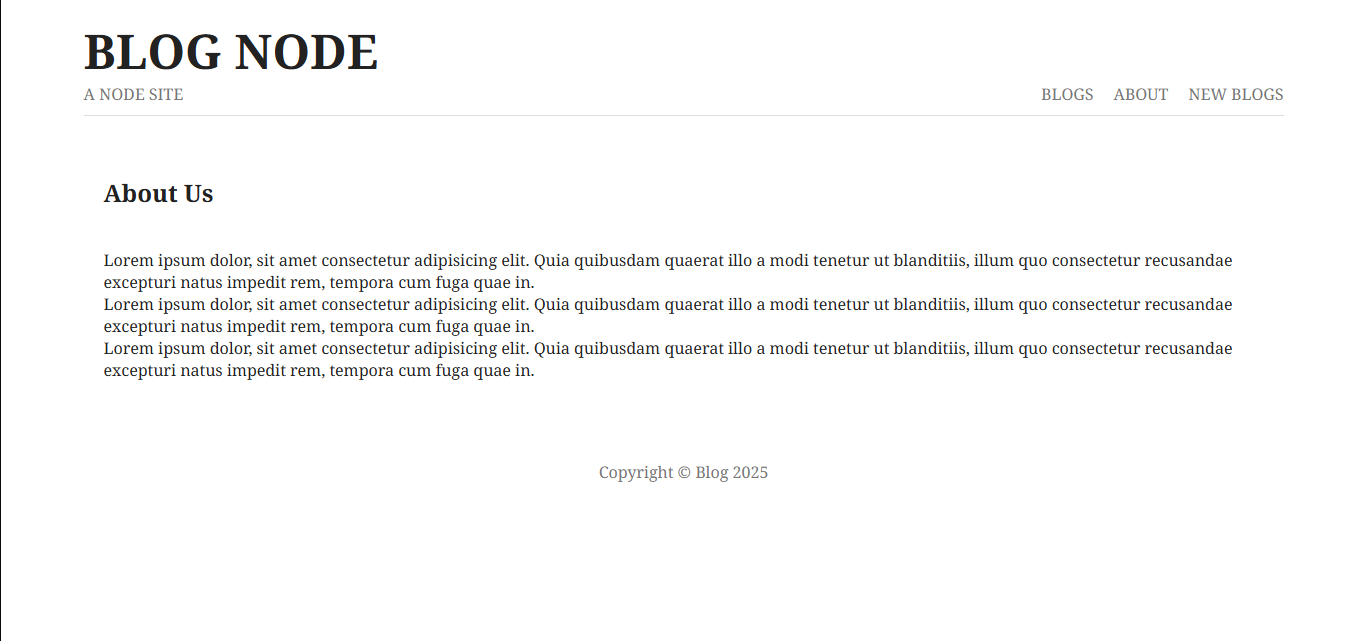 BLOG NODE
A NODE SITE
BLOGS ABOUT NEW BLOGS
About Us
Lorem ipsum dolor, sit amet consectetur adipisicing elit. Quia quibusdam quaerat illo a modi tenetur ut blanditiis, illum quo consectetur recusandae
excepturi natus impedit rem, tempora cum fuga quae in.
Lorem ipsum dolor, sit amet consectetur adipisicing elit. Quia quibusdam quaerat illo a modi tenetur ut blanditiis, illum quo consectetur recusandae
excepturi natus impedit rem, tempora cum fuga quae in.
Lorem ipsum dolor, sit amet consectetur adipisicing elit. Quia quibusdam quaerat illo a modi tenetur ut blanditiis, illum quo consectetur recusandae
excepturi natus impedit rem, tempora cum fuga quae in.
Copyright © Blog 2025